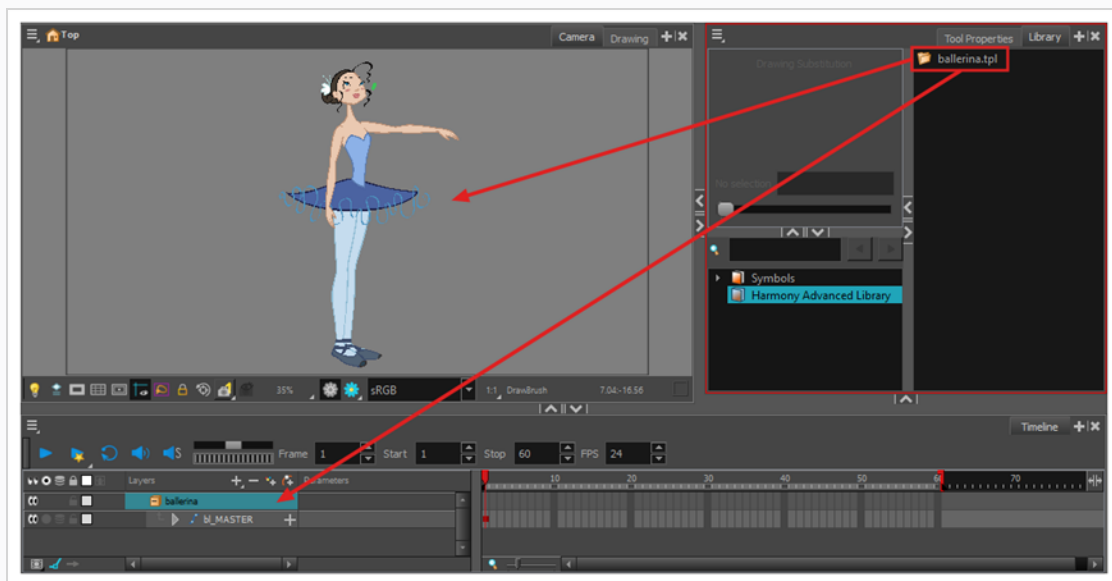 Top
Camera Drawing
Tool Properties Library
Drawing Substitution
ballerina.tpl
No selection
Symbols
Harmony Advanced Library
35% sRGB 1:1 DrawBrush 7.04:-16.56
Timeline
S Frame 1 Start 1 Stop 60 FPS 24
Layers Parameters 10 20 30 40 50 60 70
ballerina
bl_MASTER